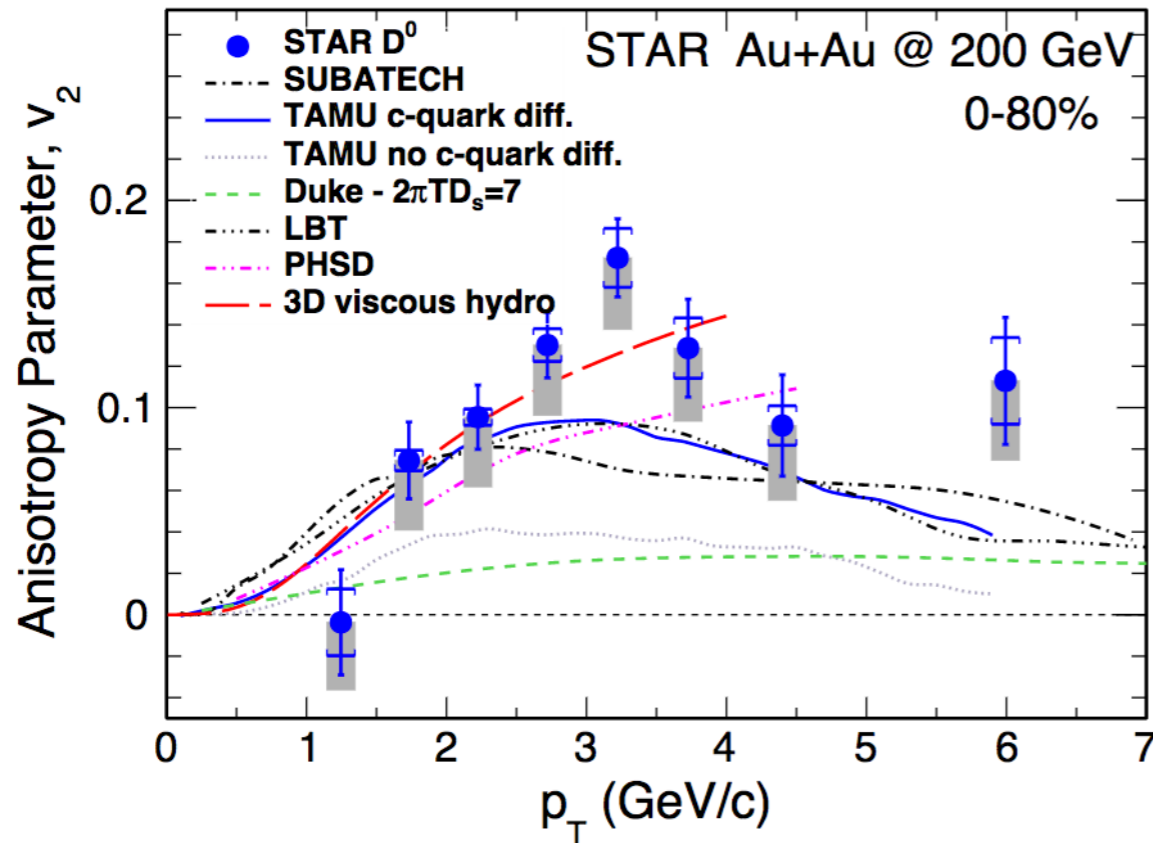 STAR D⁰
SUBATECH
TAMU c-quark diff.
TAMU no c-quark diff.
Duke - 2πTDₛ=7
LBT
PHSD
3D viscous hydro
STAR Au+Au @ 200 GeV
0-80%
Anisotropy Parameter, v₂
0.2
0.1
0
0 1 2 3 4 5 6 7
p_T (GeV/c)